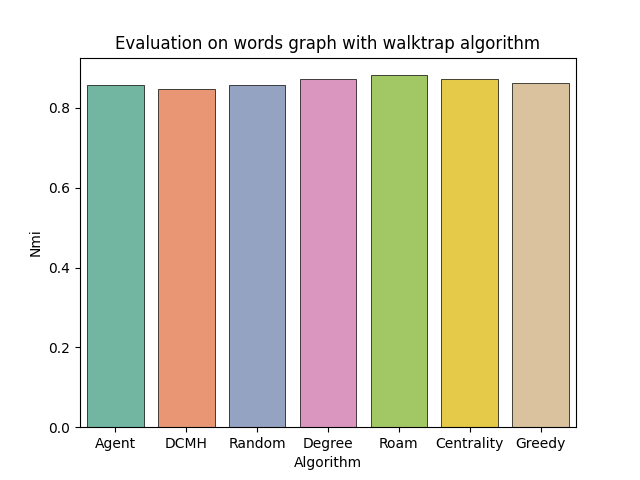 Evaluation on words graph with walktrap algorithm
0.8
0.6
0.4
0.2
0.0
Nmi
Agent DCMH Random Degree Roam Centrality Greedy
Algorithm